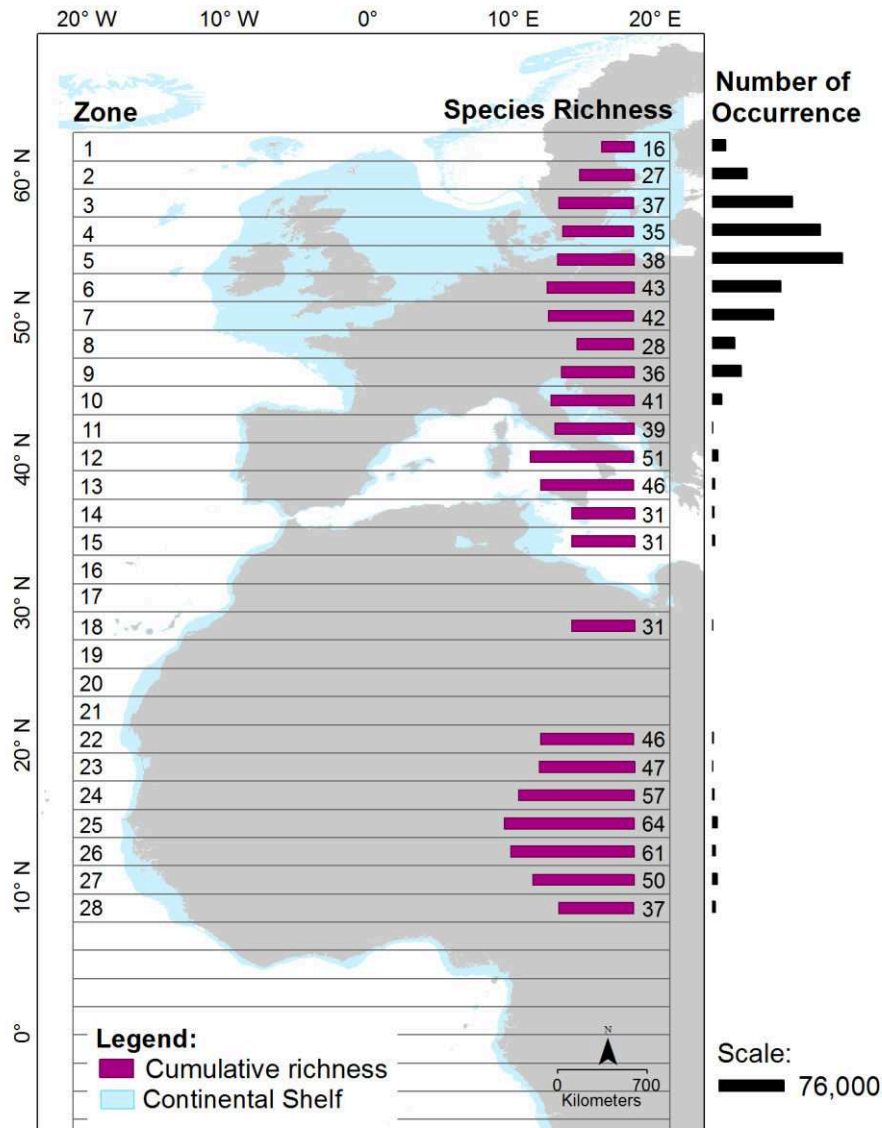 20° W 10° W 0° 10° E 20° E
Zone Species Richness Number of
Occurrence
1 16
2 27
3 37
4 35
5 38
6 43
7 42
8 28
9 36
10 41
11 39
12 51
13 46
14 31
15 31
16
17
18 31
19
20
21
22 46
23 47
24 57
25 64
26 61
27 50
28 37
60° N
50° N
40° N
30° N
20° N
10° N
0°
Legend:
Cumulative richness
Continental Shelf
N
0 700
Kilometers
Scale:
76,000